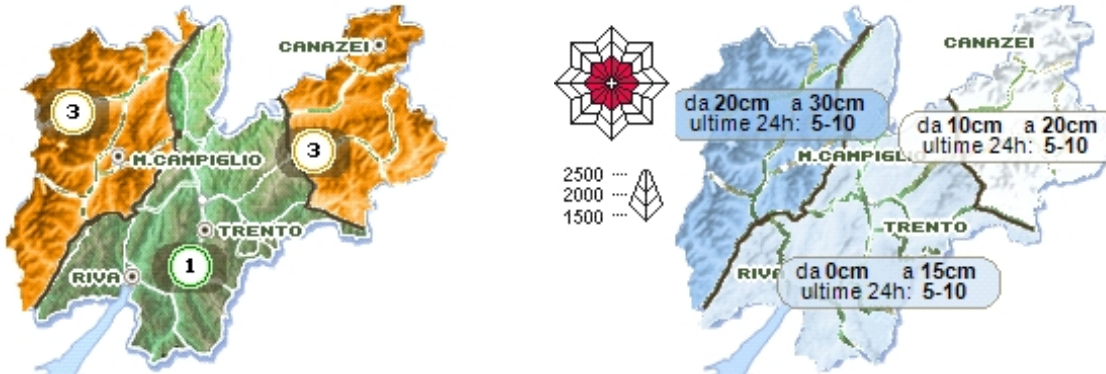 CANAZEI
3
M.CAMPIGLIO
3
TRENTO
RIVA
1
CANAZEI
da 20cm a 30cm
ultime 24h: 5-10
da 10cm a 20cm
ultime 24h: 5-10
M.CAMPIGLIO
2500
2000
1500
TRENTO
RIVA
da 0cm a 15cm
ultime 24h: 5-10